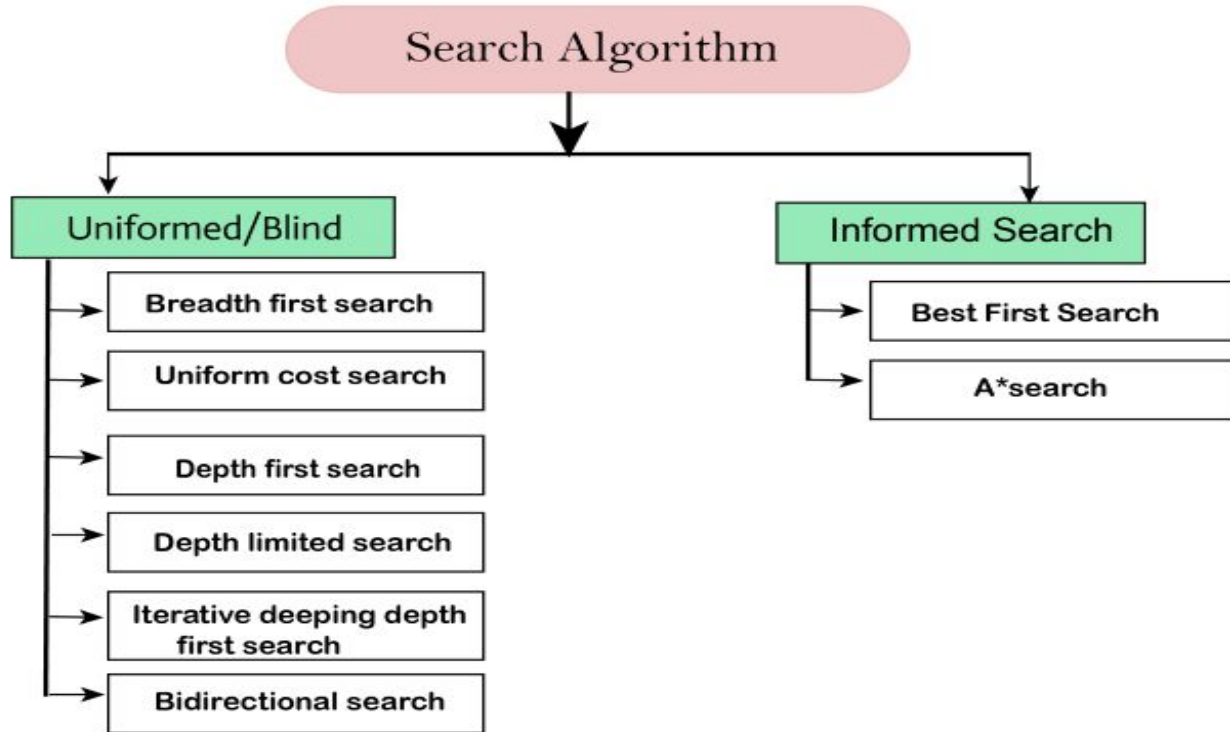 Search Algorithm
Uniformed/Blind
Breadth first search
Uniform cost search
Depth first search
Depth limited search
Iterative deeping depth
first search
Bidirectional search
Informed Search
Best First Search
A*search